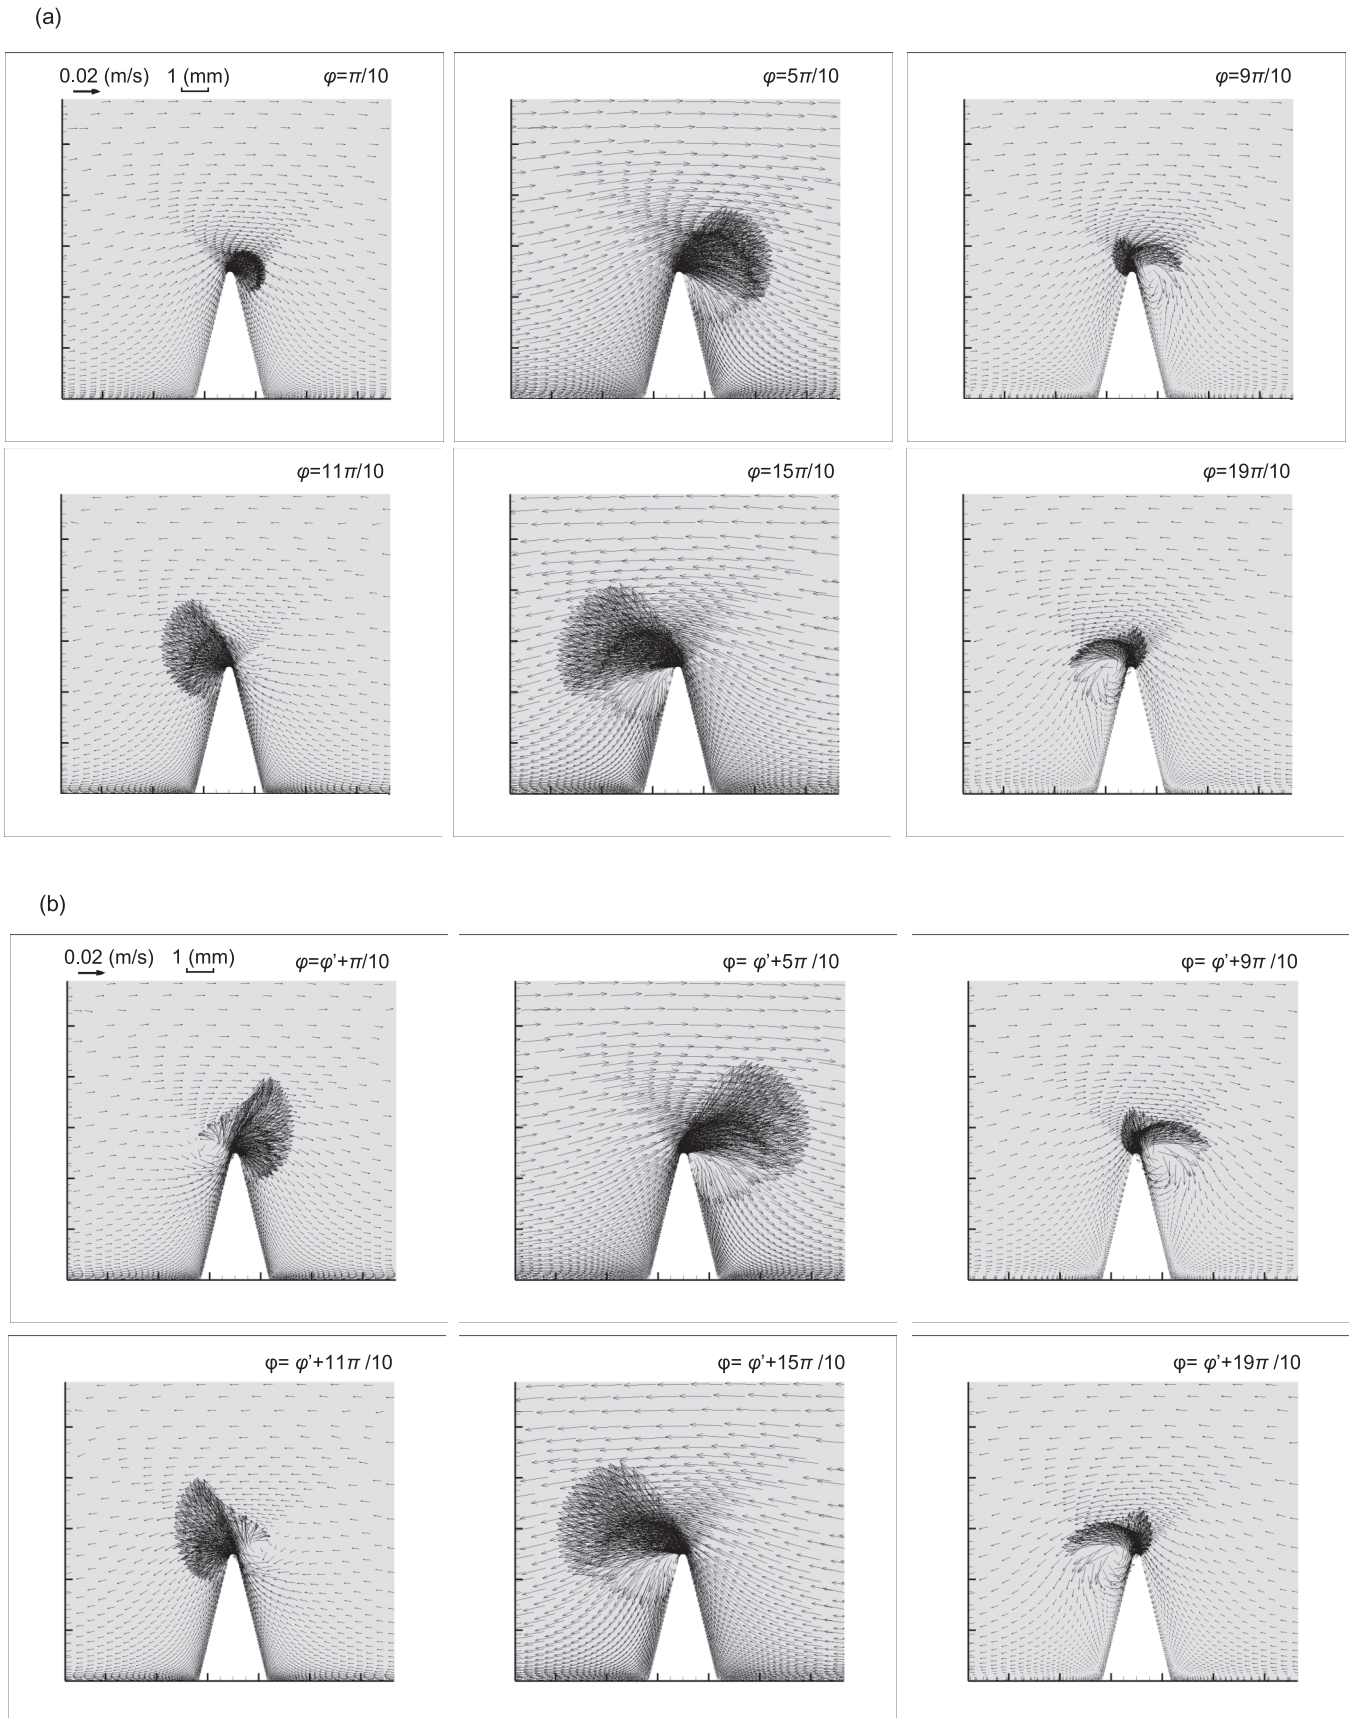 (a)
0.02 (m/s) 1 (mm) φ=π/10
φ=5π/10
φ=9π/10
φ=11π/10
φ=15π/10
φ=19π/10
(b)
0.02 (m/s) 1 (mm) φ=φ'+π/10
φ= φ'+5π /10
φ= φ'+9π /10
φ= φ'+11π /10
φ= φ'+15π /10
φ= φ'+19π /10